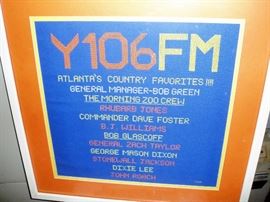 Y106FM
ATLANTA'S COUNTRY FAVORITES!!!
GENERAL MANAGER-BOB GREEN
THE MORNING ZOO CREW
RHUBARB JONES
COMMANDER DAVE FOSTER
B.J. WILLIAMS
BOB GLASCOFF
GENERAL ZACH TAYLOR
GEORGE MASON DIXON
STONEWALL JACKSON
DIXIE LEE
JOHN ROACH